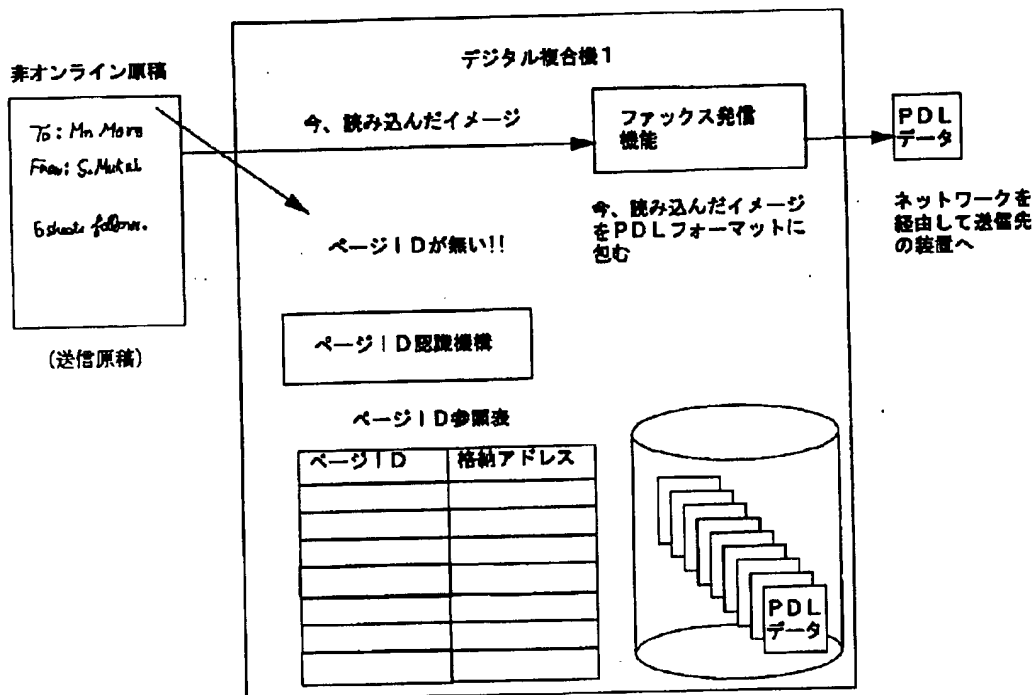 デジタル複合機1
非オンライン原稿
To: Mr. More
From: S. Mutal
6 sheets follows.
(送信原稿)
今、読み込んだイメージ
ファックス発信
機能
PDL
データ
今、読み込んだイメージ
をPDLフォーマットに
包む
ネットワークを
経由して送信先
の装置へ
ページIDが無い!!
ページID認識機構
ページID参照表
ページID
格納アドレス
PDL
データ